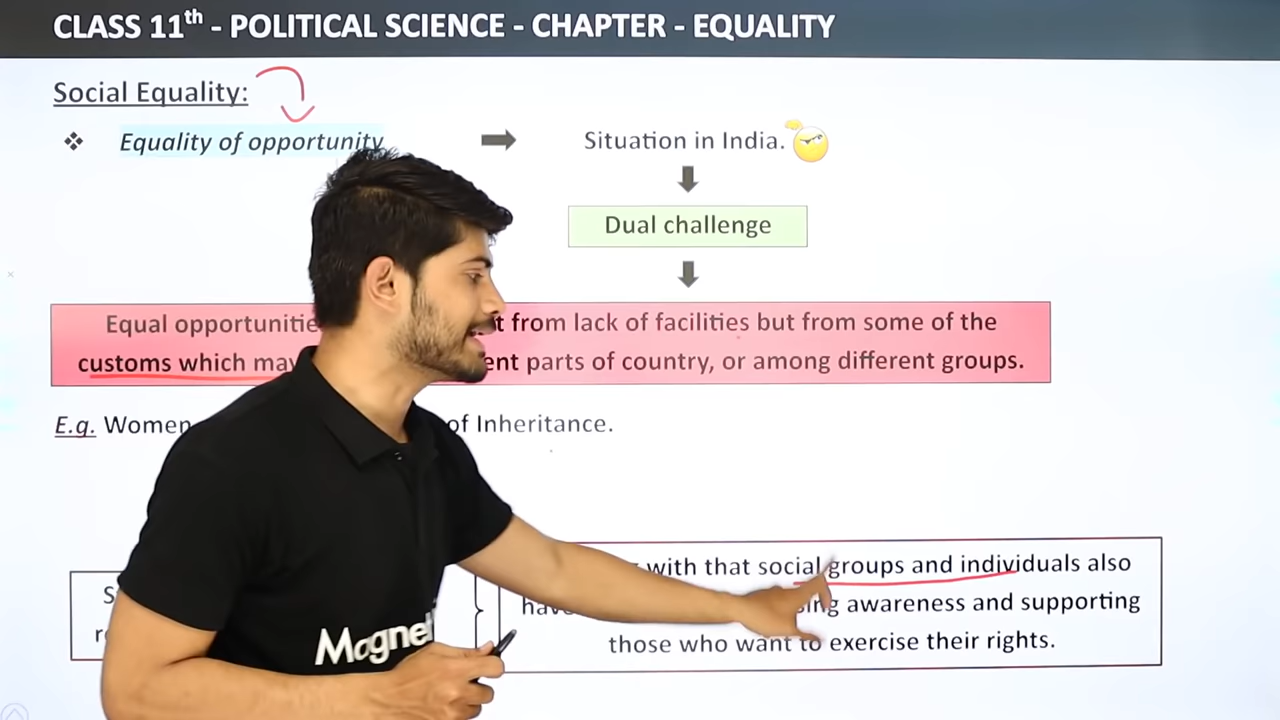 CLASS 11th - POLITICAL SCIENCE - CHAPTER - EQUALITY
Social Equality:
Equality of opportunity
Situation in India.
Dual challenge
Equal from lack of facilities but from some of the
customs which may parts of country, or among different groups.
E.g. Women of Inheritance.
with that social groups and individuals also
awareness and supporting
those who want to exercise their rights.
Magnet